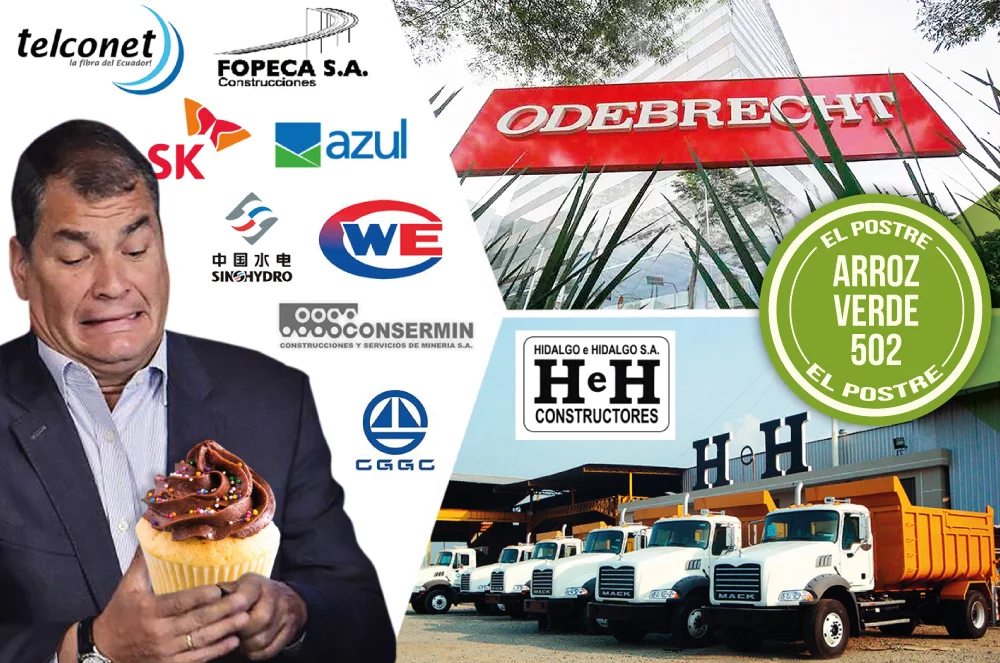 telconet
la fibra del Ecuador!
FOPECA S.A.
Construcciones
SK
azul
中国水电
SINOHYDRO
CWE
CONSERMIN
CONSTRUCCIONES Y SERVICIOS DE MINERIA S.A.
CGGC
ODEBRECHT
EL POSTRE
ARROZ
VERDE
502
EL POSTRE
HIDALGO e HIDALGO S.A.
HeH
CONSTRUCTORES
HeH
MACK
MACK